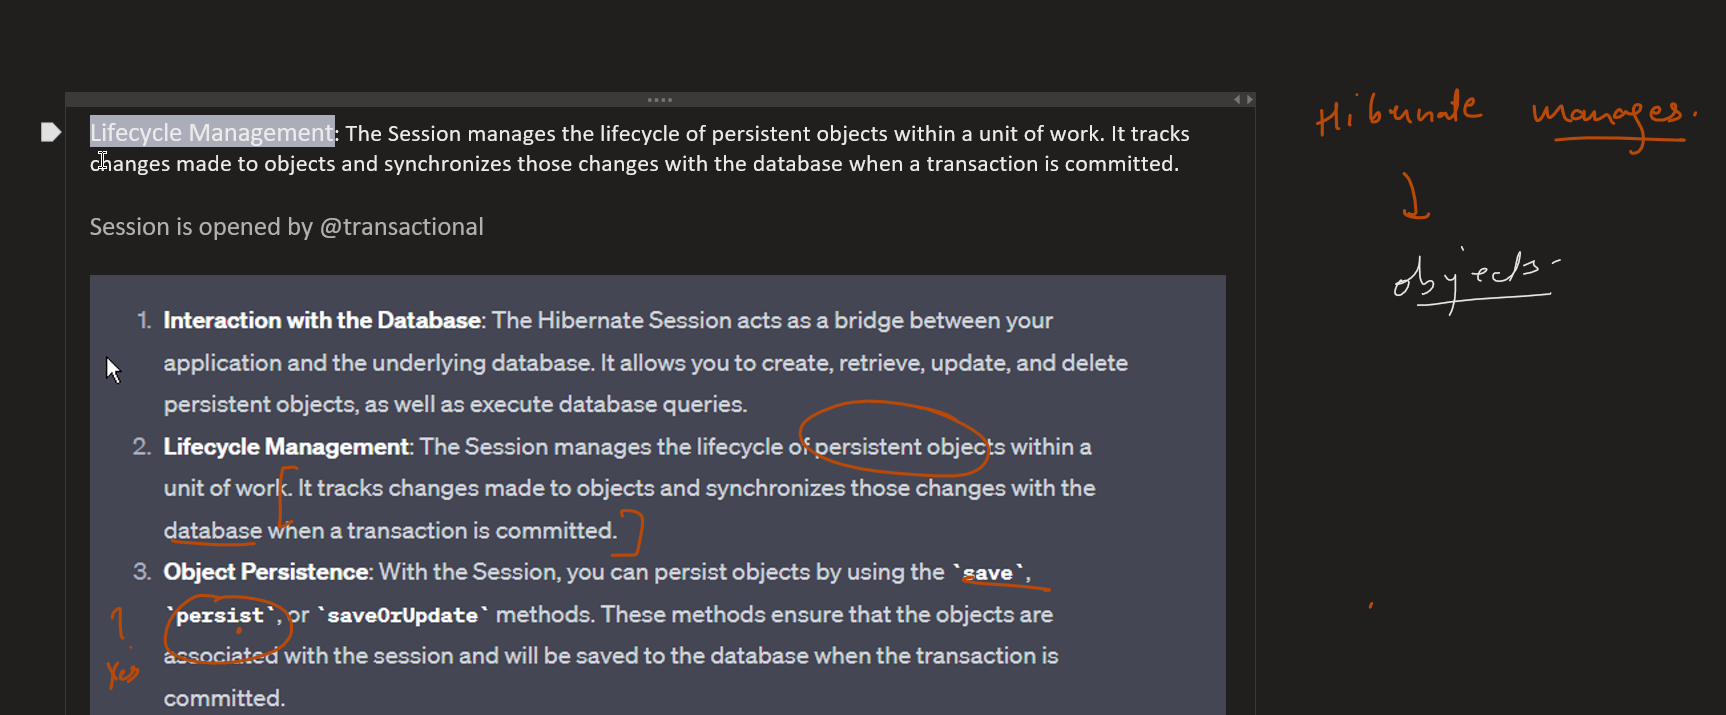 Lifecycle Management: The Session manages the lifecycle of persistent objects within a unit of work. It tracks
changes made to objects and synchronizes those changes with the database when a transaction is committed.
Session is opened by @transactional
1. Interaction with the Database: The Hibernate Session acts as a bridge between your
application and the underlying database. It allows you to create, retrieve, update, and delete
persistent objects, as well as execute database queries.
2. Lifecycle Management: The Session manages the lifecycle of persistent objects within a
unit of work. It tracks changes made to objects and synchronizes those changes with the
database when a transaction is committed.
3. Object Persistence: With the Session, you can persist objects by using the `save`,
`persist`, or `saveOrUpdate` methods. These methods ensure that the objects are
associated with the session and will be saved to the database when the transaction is
committed.
Yes
Hibernate manages.
objects-